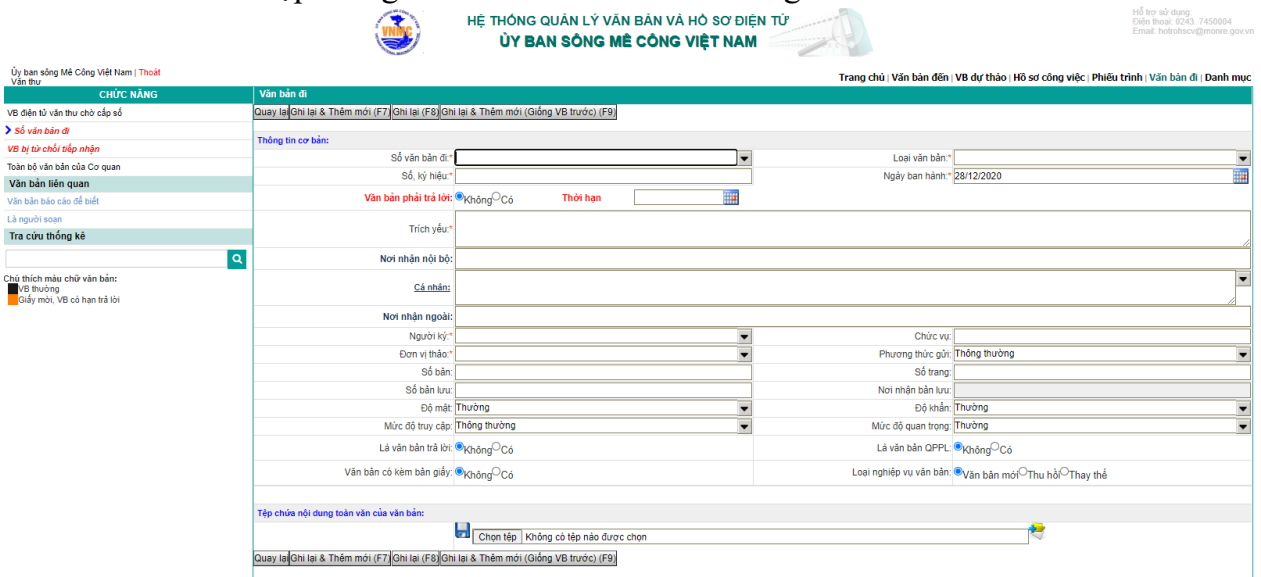 HỆ THỐNG QUẢN LÝ VĂN BẢN VÀ HỒ SƠ ĐIỆN TỬ
ỦY BAN SÔNG MÊ CÔNG VIỆT NAM
VNMC
Hỗ trợ sử dụng:
Điện thoại: 0243. 7450004
Email: hotrohscv@monre.gov.vn
Ủy ban sông Mê Công Việt Nam | Thoát
Văn thư
Trang chủ | Văn bản đến | VB dự thảo | Hồ sơ công việc | Phiếu trình | Văn bản đi | Danh mục
CHỨC NĂNG
VB điện tử văn thư chờ cấp số
Số văn bản đi
VB bị từ chối tiếp nhận
Toàn bộ văn bản của Cơ quan
Văn bản liên quan
Văn bản báo cáo để biết
Là người soạn
Tra cứu thống kê
Chú thích màu chữ văn bản:
VB thường
Giấy mời, VB có hạn trả lời
Văn bản đi
Quay lại Ghi lại & Thêm mới (F7) Ghi lại (F8) Ghi lại & Thêm mới (Giống VB trước) (F9)
Thông tin cơ bản:
Số văn bản đi:* Loại văn bản:*
Số, ký hiệu:* Ngày ban hành:* 28/12/2020
Văn bản phải trả lời: Không Có Thời hạn
Trích yếu:*
Nơi nhận nội bộ:
Cá nhân:
Nơi nhận ngoài:
Người ký:* Chức vụ:
Đơn vị thảo:* Phương thức gửi: Thông thường
Số bản: Số trang:
Số bản lưu: Nơi nhận bản lưu:
Độ mật: Thường Độ khẩn: Thường
Mức độ truy cập: Thông thường Mức độ quan trọng: Thường
Là văn bản trả lời: Không Có Là văn bản QPPL: Không Có
Văn bản có kèm bản giấy: Không Có Loại nghiệp vụ văn bản: Văn bản mới Thu hồi Thay thế
Tệp chứa nội dung toàn văn của văn bản:
Chọn tệp Không có tệp nào được chọn
Quay lại Ghi lại & Thêm mới (F7) Ghi lại (F8) Ghi lại & Thêm mới (Giống VB trước) (F9)